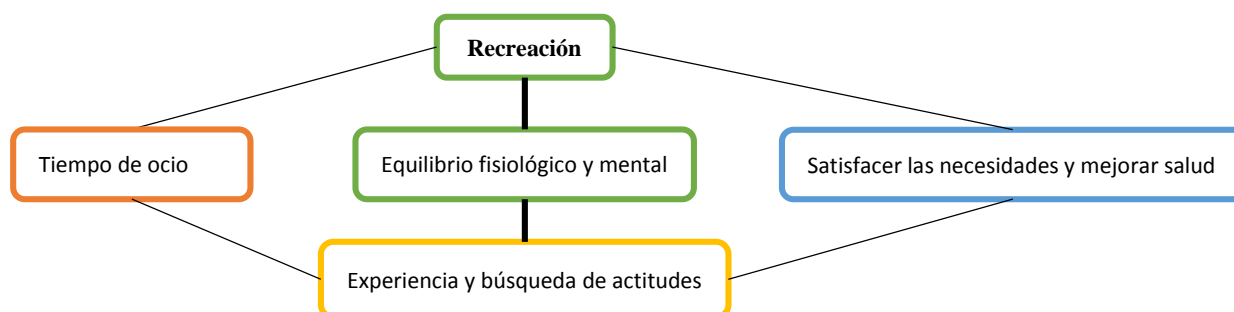 Recreación
Tiempo de ocio
Equilibrio fisiológico y mental
Satisfacer las necesidades y mejorar salud
Experiencia y búsqueda de actitudes